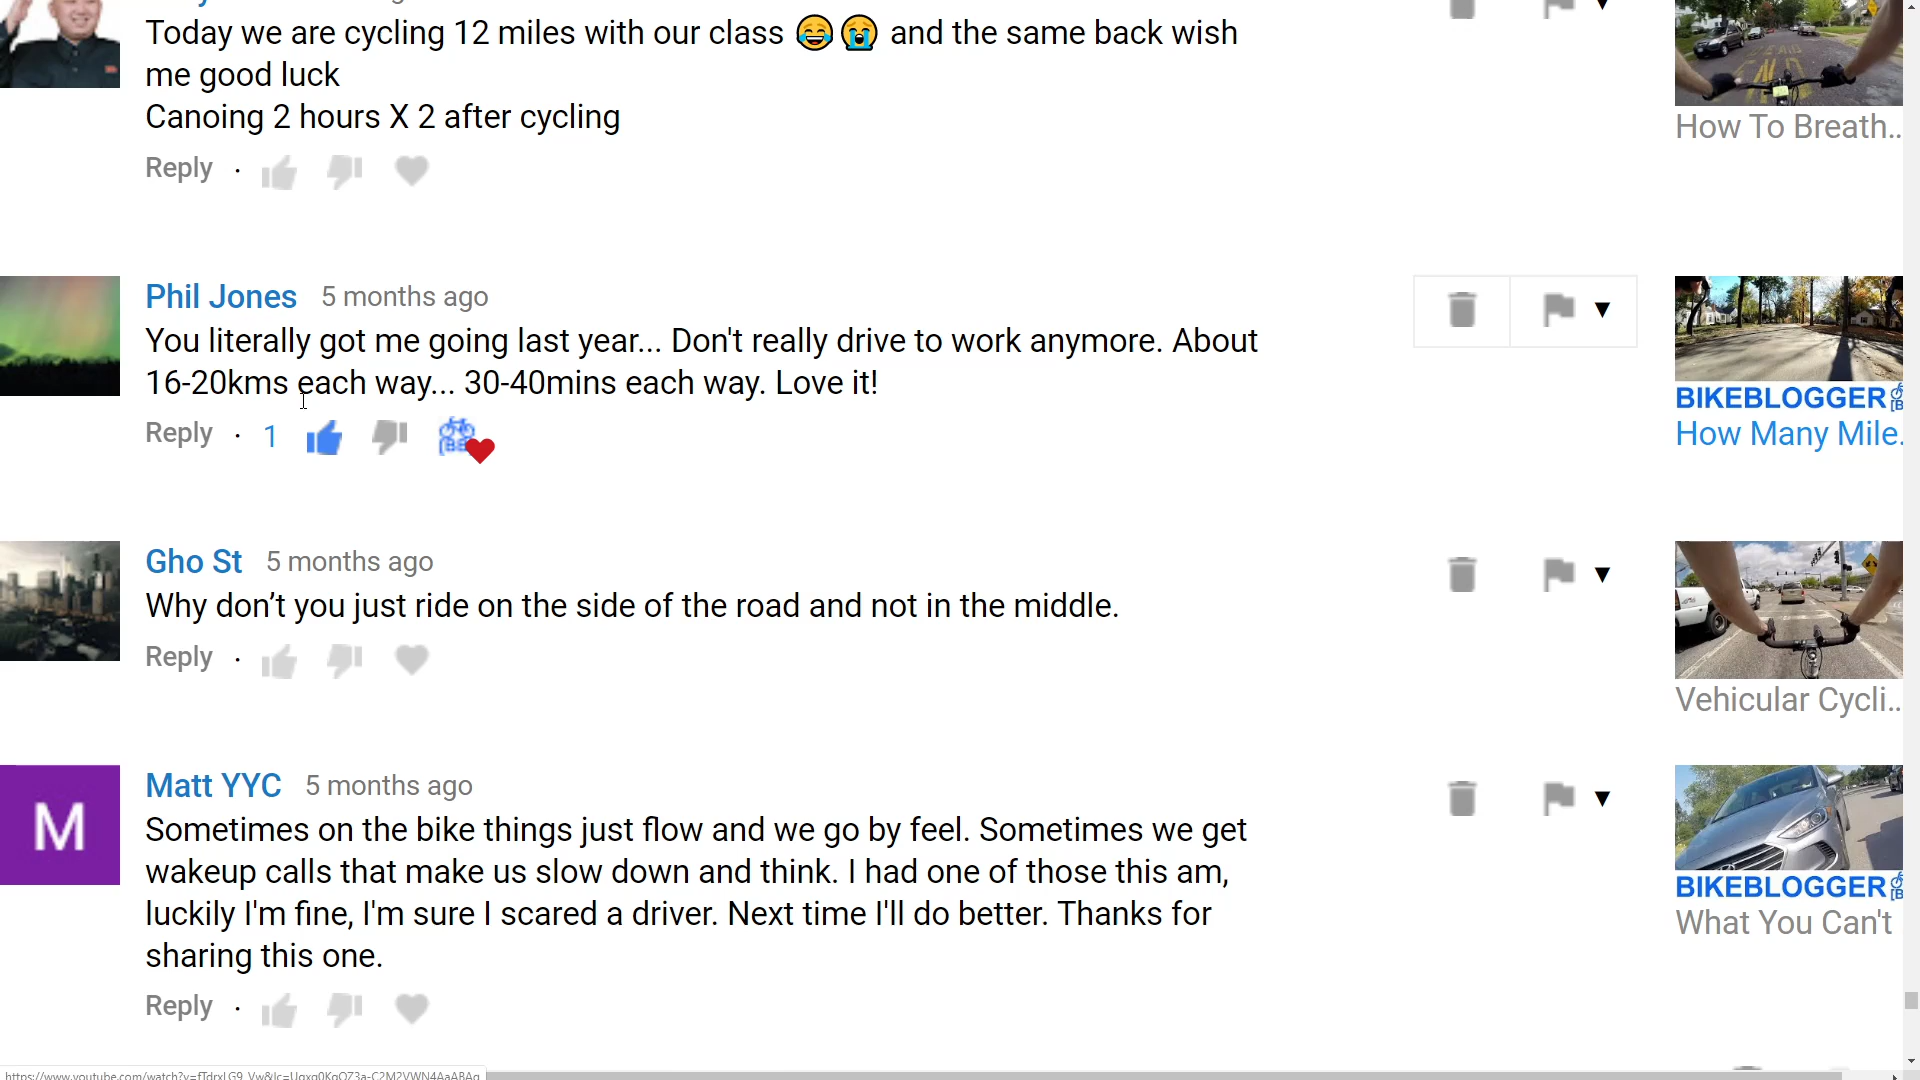 Today we are cycling 12 miles with our class 😂😭 and the same back wish
me good luck
Canoing 2 hours X 2 after cycling
Reply ·
How To Breath...
Phil Jones 5 months ago
You literally got me going last year... Don't really drive to work anymore. About
16-20kms each way... 30-40mins each way. Love it!
Reply · 1
BIKEBLOGGER
How Many Mile.
Gho St 5 months ago
Why don’t you just ride on the side of the road and not in the middle.
Reply ·
Vehicular Cycli...
M
Matt YYC 5 months ago
Sometimes on the bike things just flow and we go by feel. Sometimes we get
wakeup calls that make us slow down and think. I had one of those this am,
luckily I'm fine, I'm sure I scared a driver. Next time I'll do better. Thanks for
sharing this one.
Reply ·
BIKEBLOGGER
What You Can't